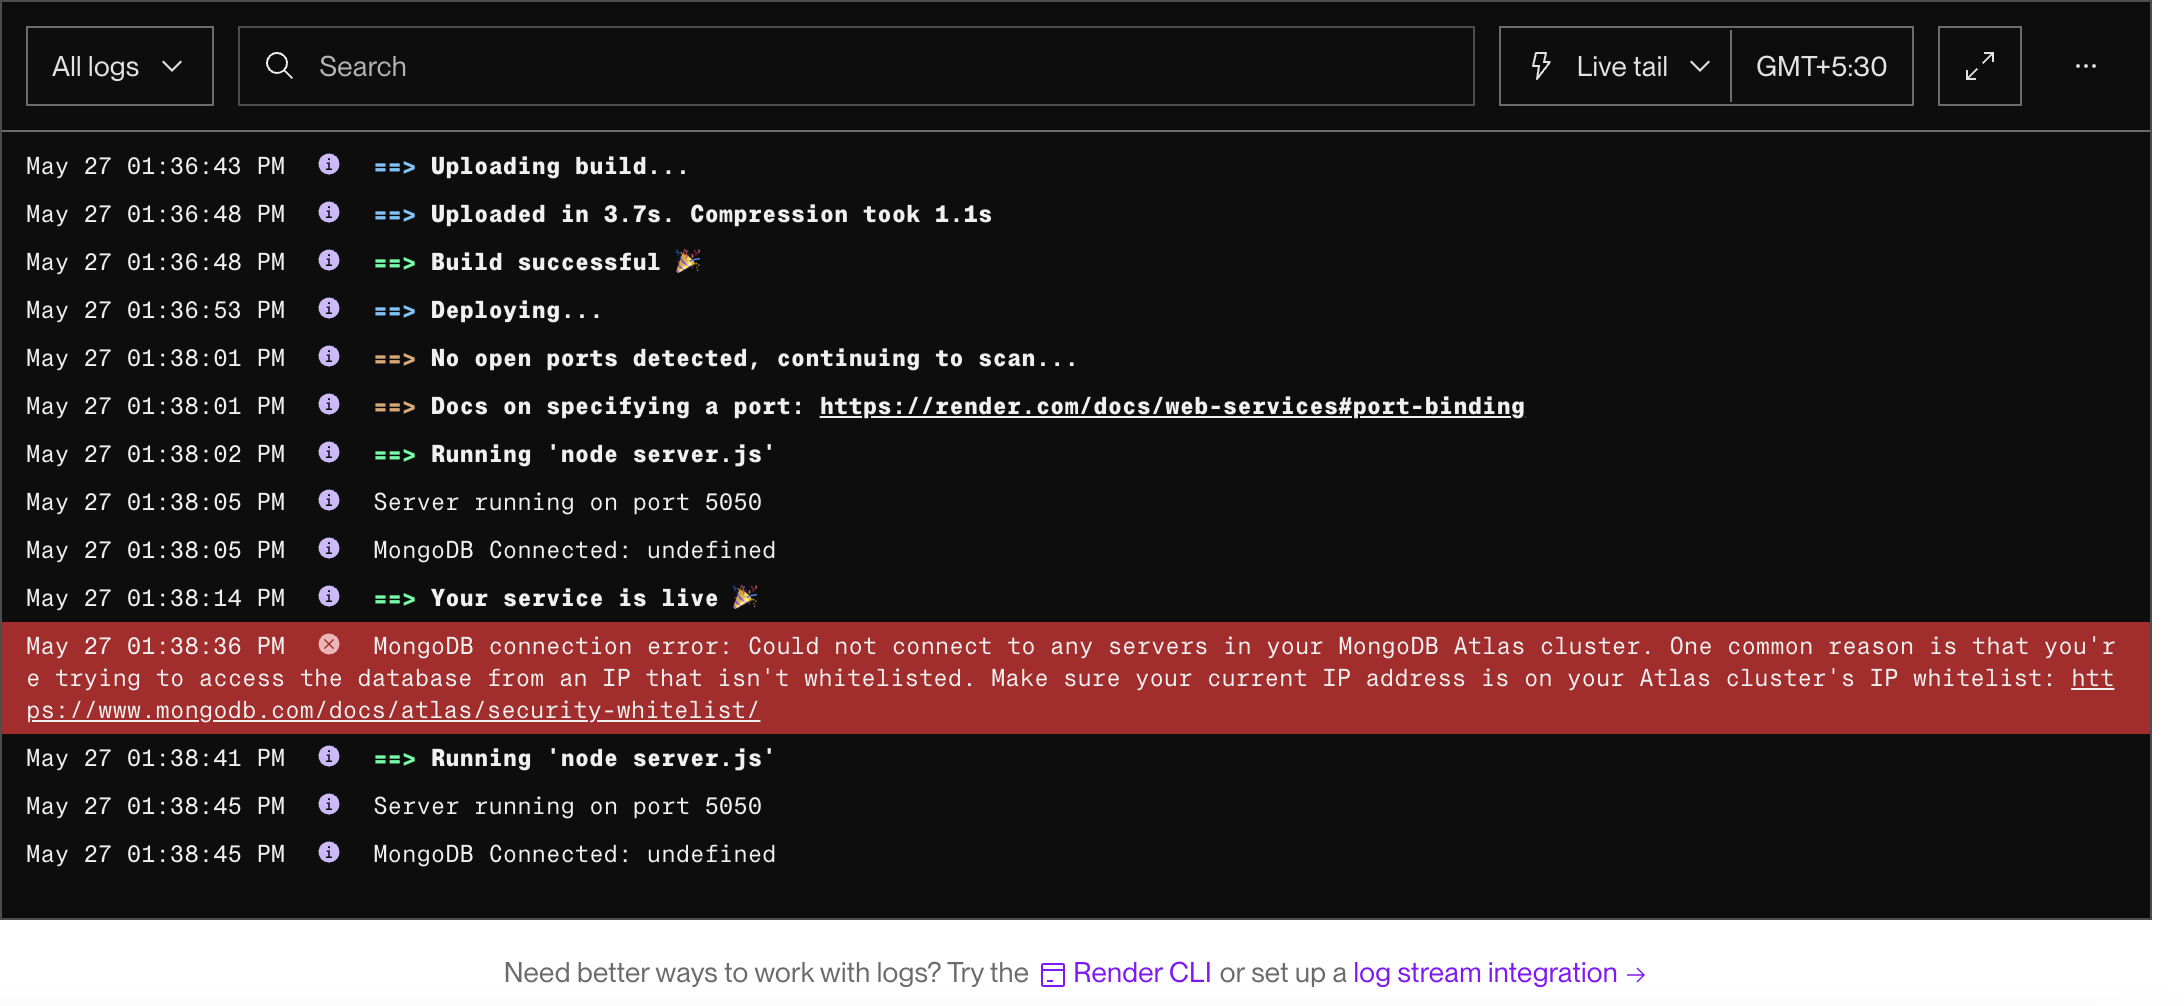 All logs
Search
Live tail
GMT+5:30
May 27 01:36:43 PM ==> Uploading build...
May 27 01:36:48 PM ==> Uploaded in 3.7s. Compression took 1.1s
May 27 01:36:48 PM ==> Build successful 🎉
May 27 01:36:53 PM ==> Deploying...
May 27 01:38:01 PM ==> No open ports detected, continuing to scan...
May 27 01:38:01 PM ==> Docs on specifying a port: https://render.com/docs/web-services#port-binding
May 27 01:38:02 PM ==> Running 'node server.js'
May 27 01:38:05 PM Server running on port 5050
May 27 01:38:05 PM MongoDB Connected: undefined
May 27 01:38:14 PM ==> Your service is live 🎉
May 27 01:38:36 PM MongoDB connection error: Could not connect to any servers in your MongoDB Atlas cluster. One common reason is that you'r
e trying to access the database from an IP that isn't whitelisted. Make sure your current IP address is on your Atlas cluster's IP whitelist: htt
ps://www.mongodb.com/docs/atlas/security-whitelist/
May 27 01:38:41 PM ==> Running 'node server.js'
May 27 01:38:45 PM Server running on port 5050
May 27 01:38:45 PM MongoDB Connected: undefined
Need better ways to work with logs? Try the Render CLI or set up a log stream integration →